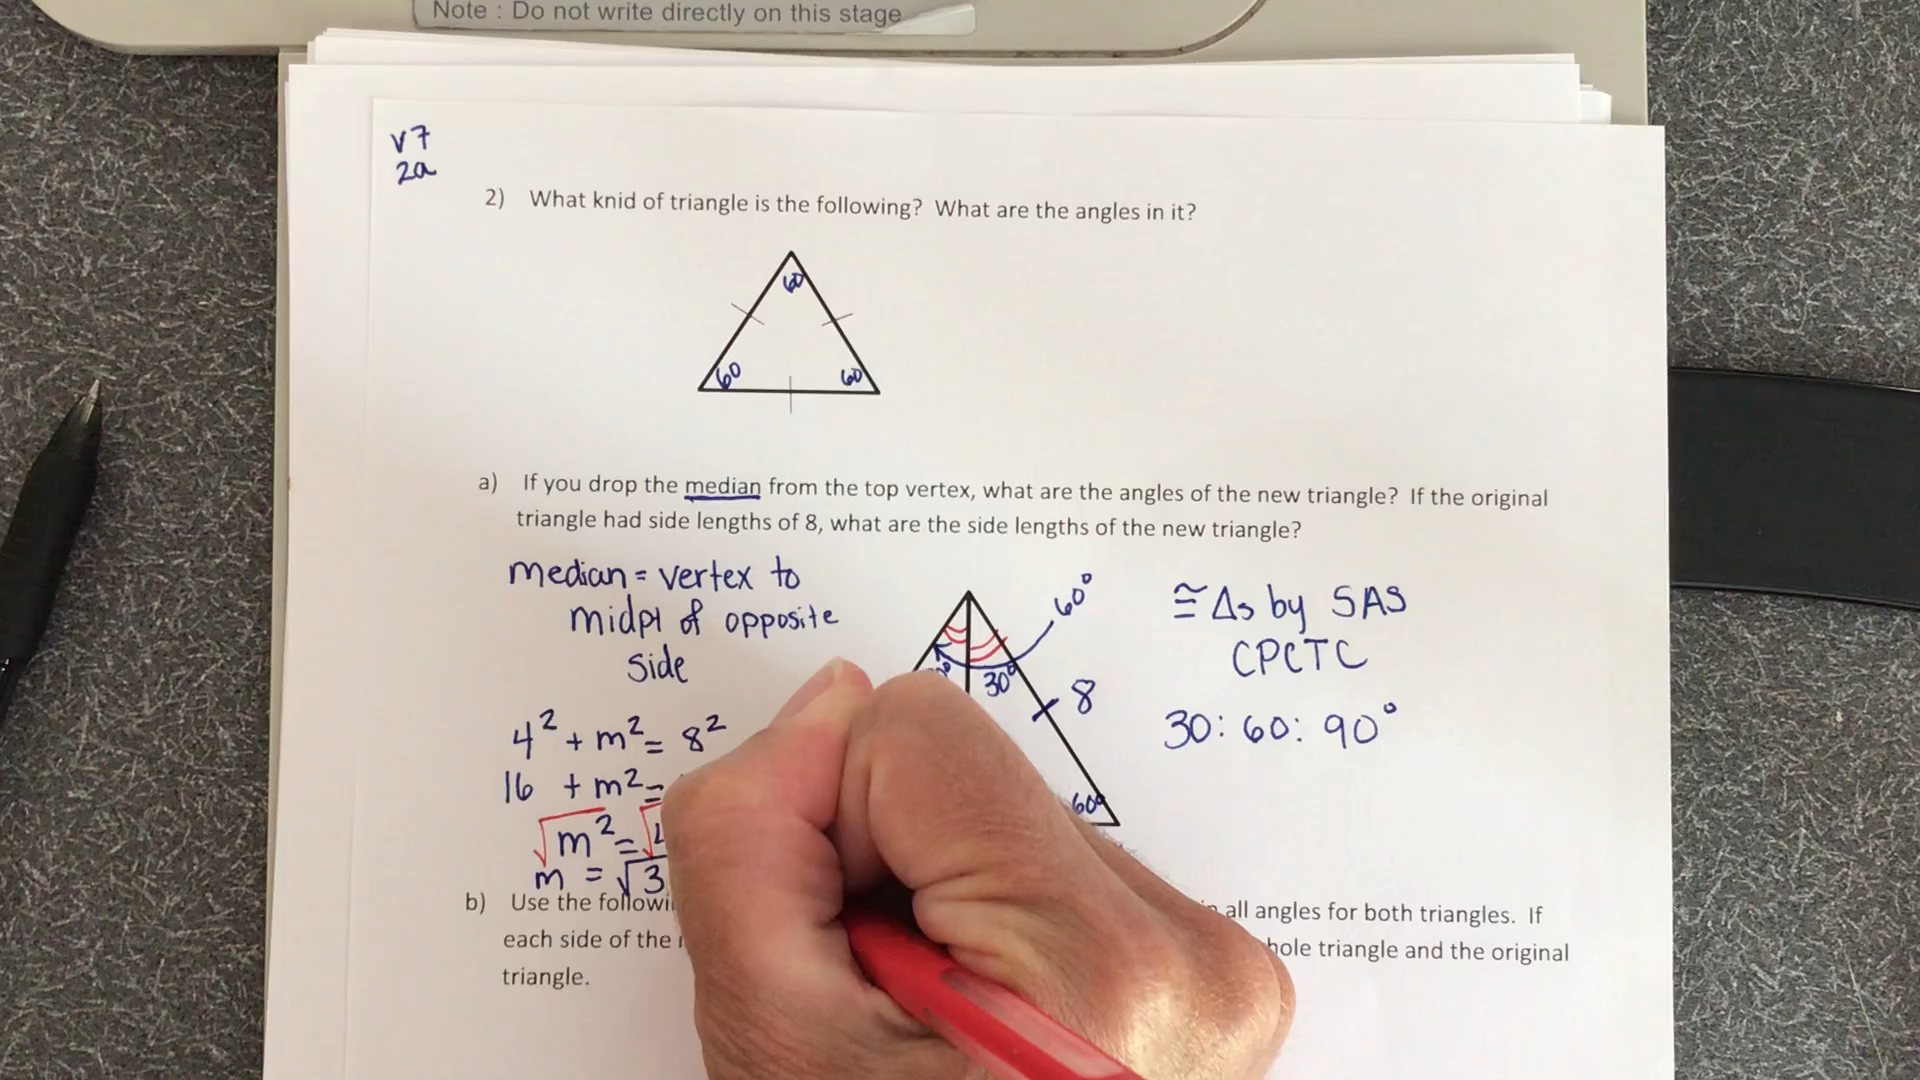 Note : Do not write directly on this stage
v7
2a
2) What knid of triangle is the following? What are the angles in it?
60
60
60
a) If you drop the median from the top vertex, what are the angles of the new triangle? If the original
triangle had side lengths of 8, what are the side lengths of the new triangle?
median = vertex to
midpt of opposite
side
60°
30°
8
60°
≅ Δs by SAS
CPCTC
30: 60: 90°
4² + m² = 8²
16 + m² =
√m² = √
m = √3
b) Use the
all angles for both triangles. If
each side of the
triangle and the original
triangle.